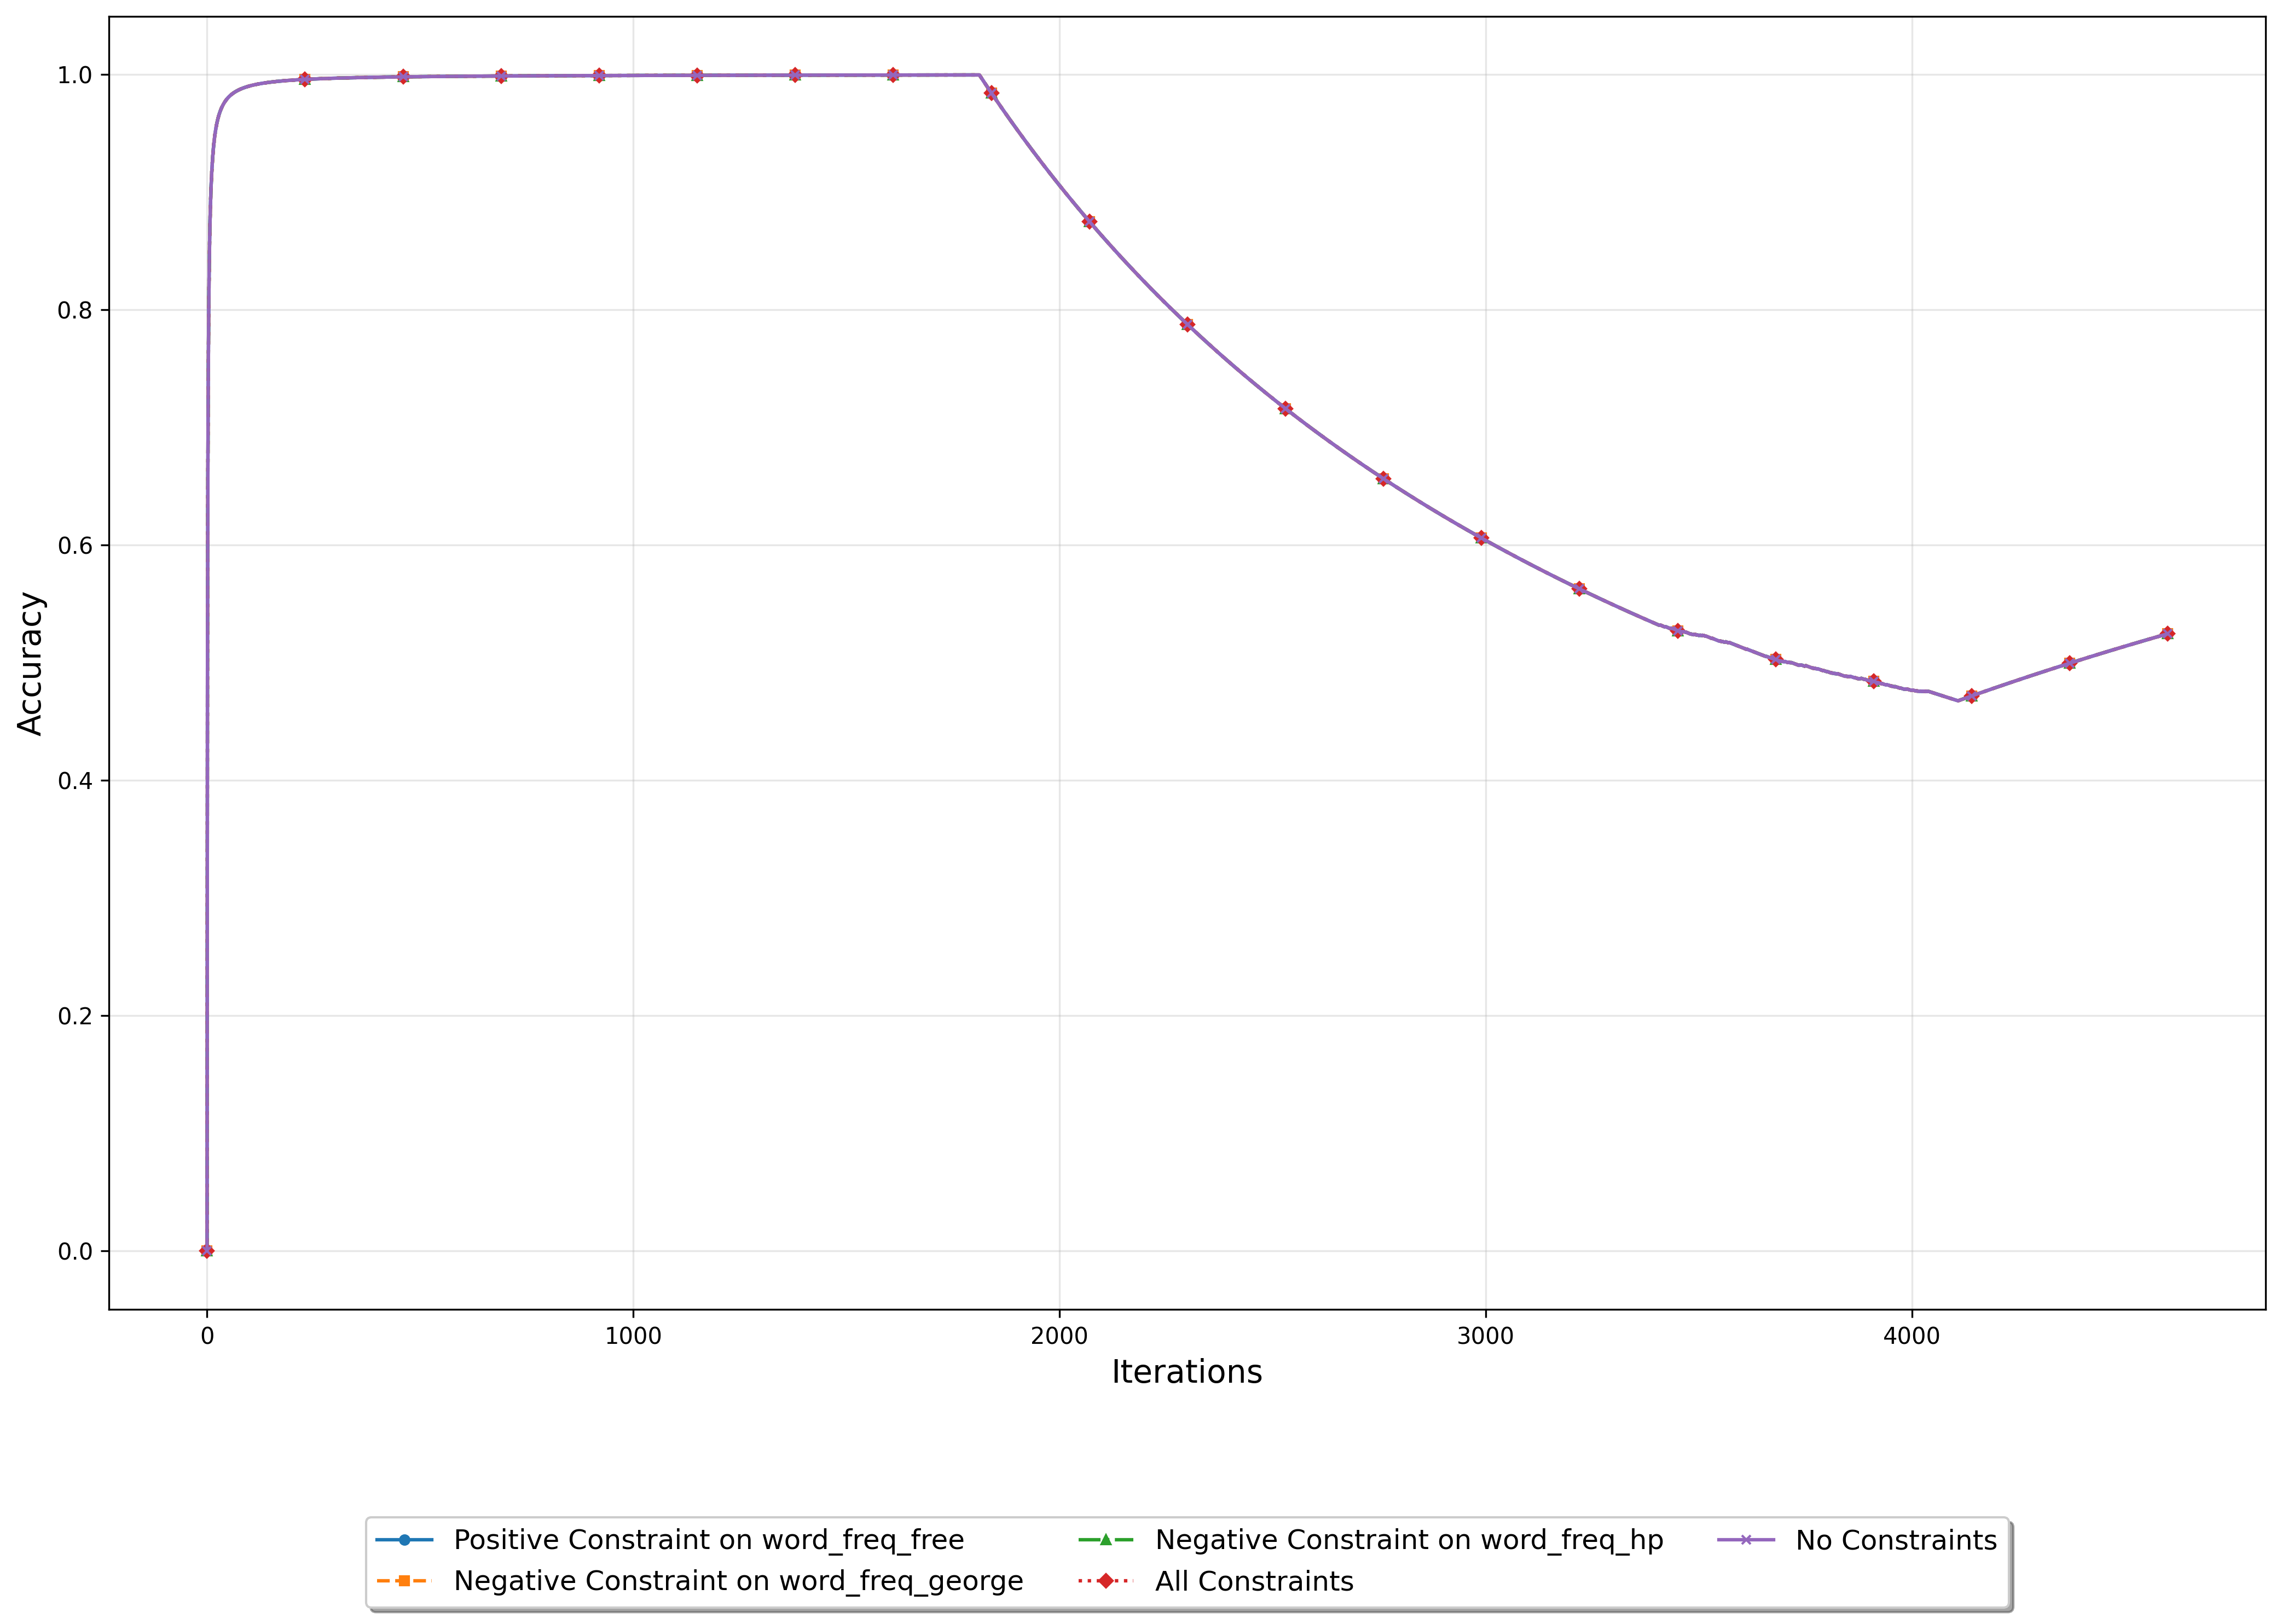 1.0
0.8
0.6
0.4
0.2
0.0
Accuracy
0 1000 2000 3000 4000
Iterations
Positive Constraint on word_freq_free
Negative Constraint on word_freq_george
Negative Constraint on word_freq_hp
All Constraints
No Constraints